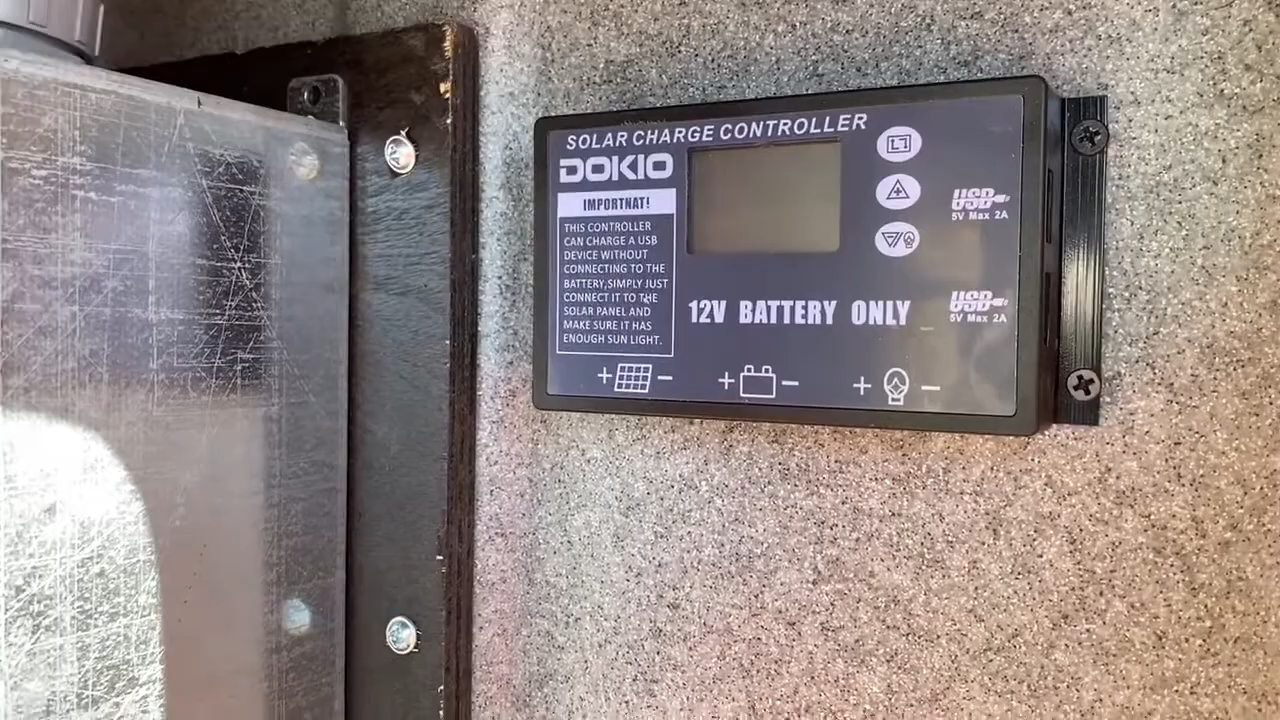 SOLAR CHARGE CONTROLLER
DOKIO
IMPORTNAT!
THIS CONTROLLER
CAN CHARGE A USB
DEVICE WITHOUT
CONNECTING TO THE
BATTERY,SIMPLY JUST
CONNECT IT TO THE
SOLAR PANEL AND
MAKE SURE IT HAS
ENOUGH SUN LIGHT.
12V BATTERY ONLY
USB
5V Max 2A
USB
5V Max 2A
+ −
+ −
+ −